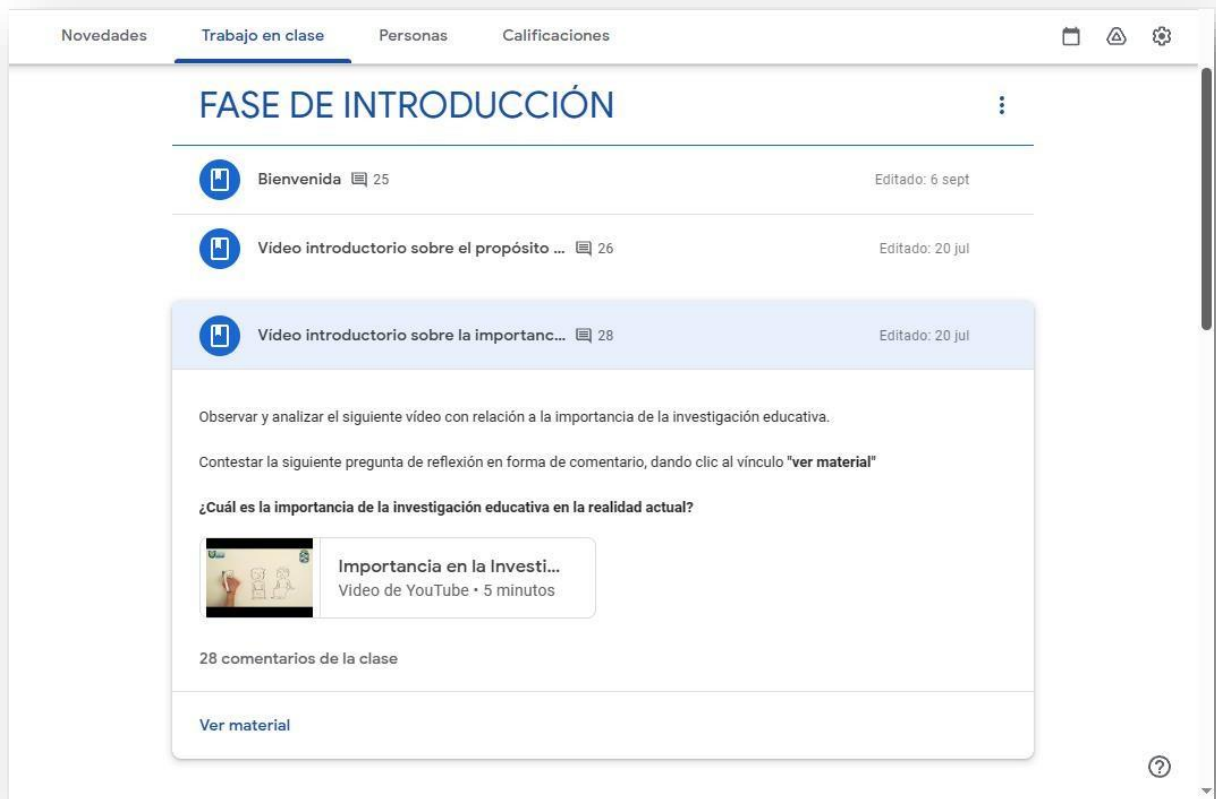 Novedades Trabajo en clase Personas Calificaciones
FASE DE INTRODUCCIÓN
Bienvenida 25 Editado: 6 sept
Vídeo introductorio sobre el propósito ... 26 Editado: 20 jul
Vídeo introductorio sobre la importanc... 28 Editado: 20 jul
Observar y analizar el siguiente vídeo con relación a la importancia de la investigación educativa.
Contestar la siguiente pregunta de reflexión en forma de comentario, dando clic al vínculo "ver material"
¿Cuál es la importancia de la investigación educativa en la realidad actual?
Importancia en la Investi...
Video de YouTube • 5 minutos
28 comentarios de la clase
Ver material